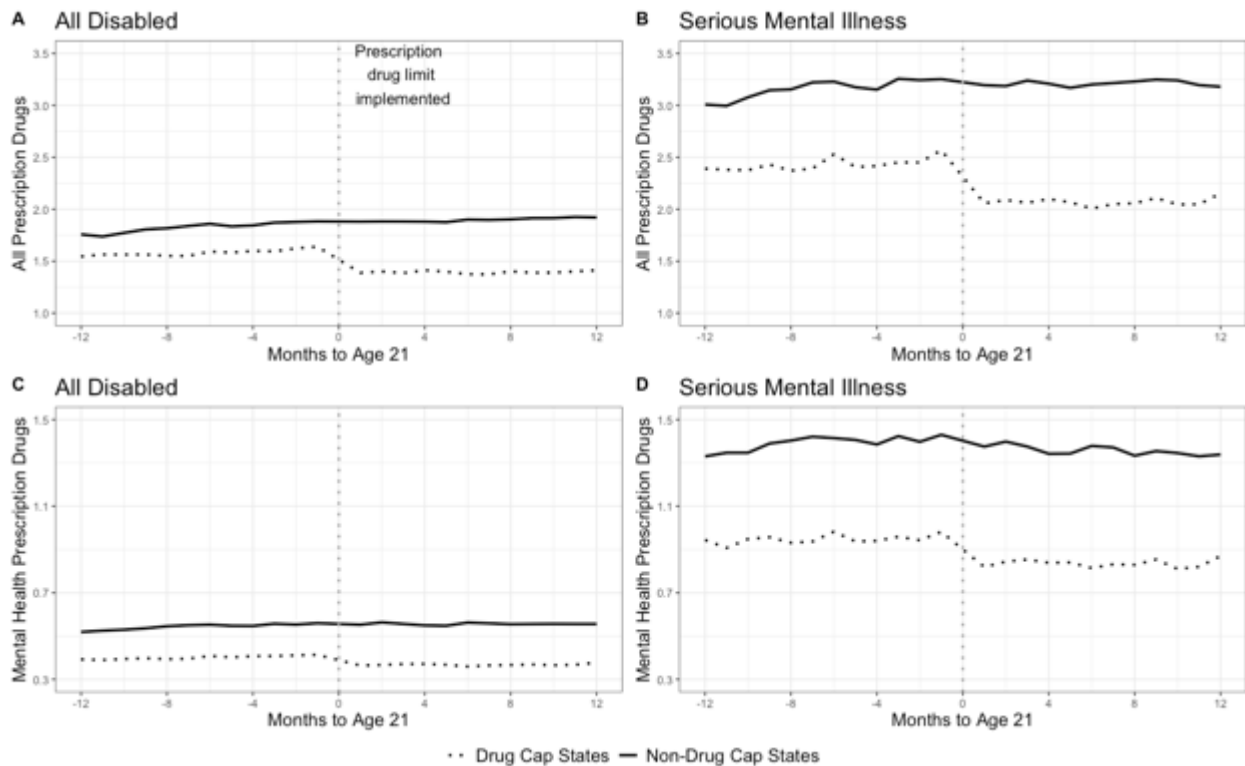 A All Disabled
All Prescription Drugs
3.5
3.0
2.5
2.0
1.5
1.0
Prescription
drug limit
implemented
-12 -8 -4 0 4 8 12
Months to Age 21
B Serious Mental Illness
All Prescription Drugs
3.5
3.0
2.5
2.0
1.5
1.0
-12 -8 -4 0 4 8 12
Months to Age 21
C All Disabled
Mental Health Prescription Drugs
1.5
1.1
0.7
0.3
-12 -8 -4 0 4 8 12
Months to Age 21
D Serious Mental Illness
Mental Health Prescription Drugs
1.5
1.1
0.7
0.3
-12 -8 -4 0 4 8 12
Months to Age 21
Drug Cap States Non-Drug Cap States